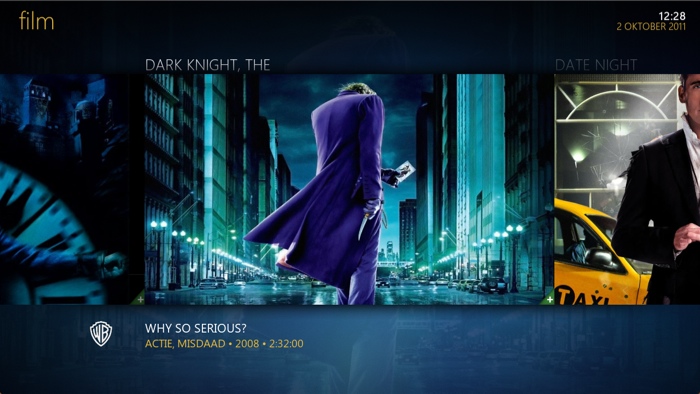 film
12:28
2 OKTOBER 2011
DARK KNIGHT, THE
DATE NIGHT
TAXI
WB
WHY SO SERIOUS?
ACTIE, MISDAAD • 2008 • 2:32:00